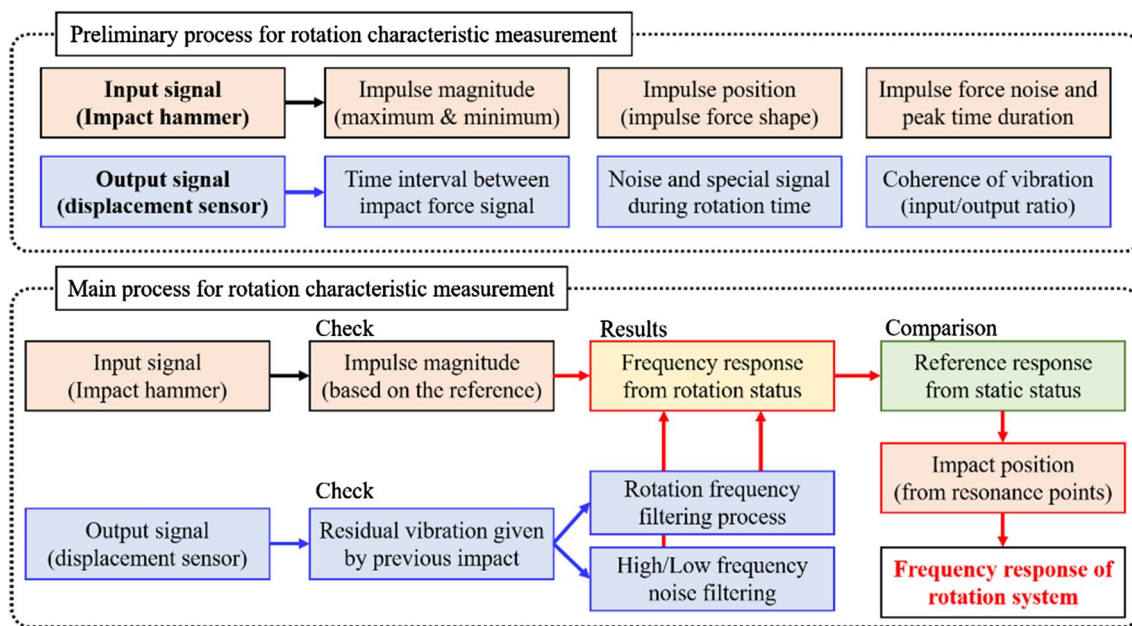 Preliminary process for rotation characteristic measurement
Input signal
(Impact hammer)
Impulse magnitude
(maximum & minimum)
Impulse position
(impulse force shape)
Impulse force noise and
peak time duration
Output signal
(displacement sensor)
Time interval between
impact force signal
Noise and special signal
during rotation time
Coherence of vibration
(input/output ratio)
Main process for rotation characteristic measurement
Check
Results
Comparison
Input signal
(Impact hammer)
Impulse magnitude
(based on the reference)
Frequency response
from rotation status
Reference response
from static status
Impact position
(from resonance points)
Check
Output signal
(displacement sensor)
Residual vibration given
by previous impact
Rotation frequency
filtering process
High/Low frequency
noise filtering
Frequency response of
rotation system